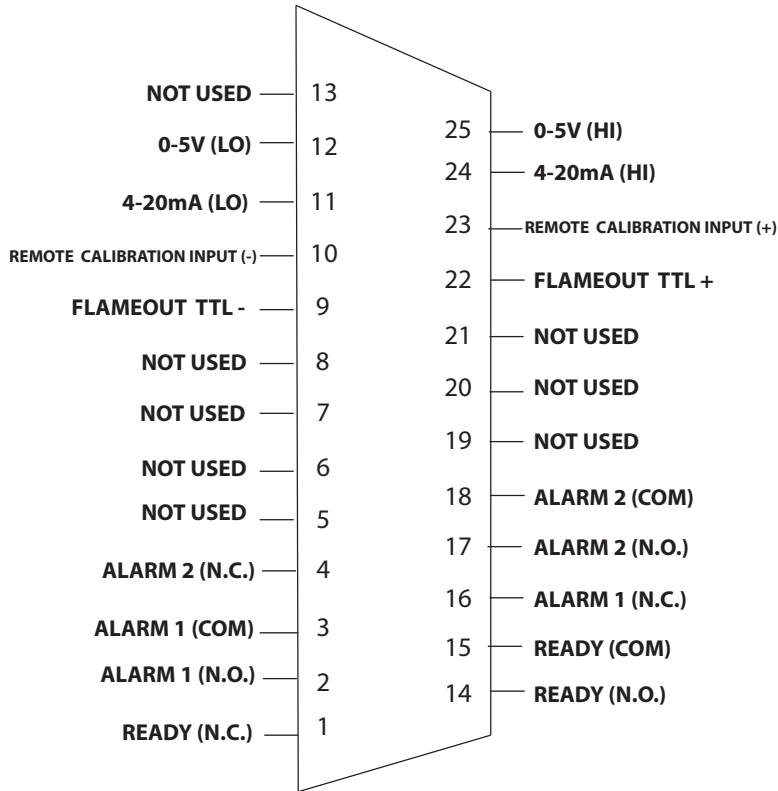 NOT USED 13
0-5V (LO) 12
4-20mA (LO) 11
REMOTE CALIBRATION INPUT (-) 10
FLAMEOUT TTL - 9
NOT USED 8
NOT USED 7
NOT USED 6
NOT USED 5
ALARM 2 (N.C.) 4
ALARM 1 (COM) 3
ALARM 1 (N.O.) 2
READY (N.C.) 1
25 0-5V (HI)
24 4-20mA (HI)
23 REMOTE CALIBRATION INPUT (+)
22 FLAMEOUT TTL +
21 NOT USED
20 NOT USED
19 NOT USED
18 ALARM 2 (COM)
17 ALARM 2 (N.O.)
16 ALARM 1 (N.C.)
15 READY (COM)
14 READY (N.O.)